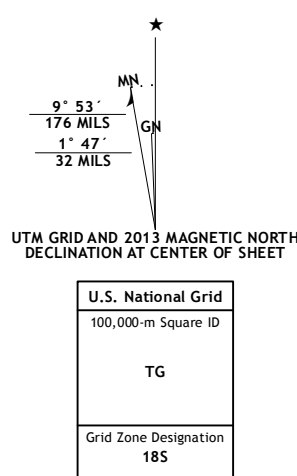 ★
MN
9° 53´
176 MILS
GN
1° 47´
32 MILS
UTM GRID AND 2013 MAGNETIC NORTH
DECLINATION AT CENTER OF SHEET
U.S. National Grid
100,000-m Square ID
TG
Grid Zone Designation
18S